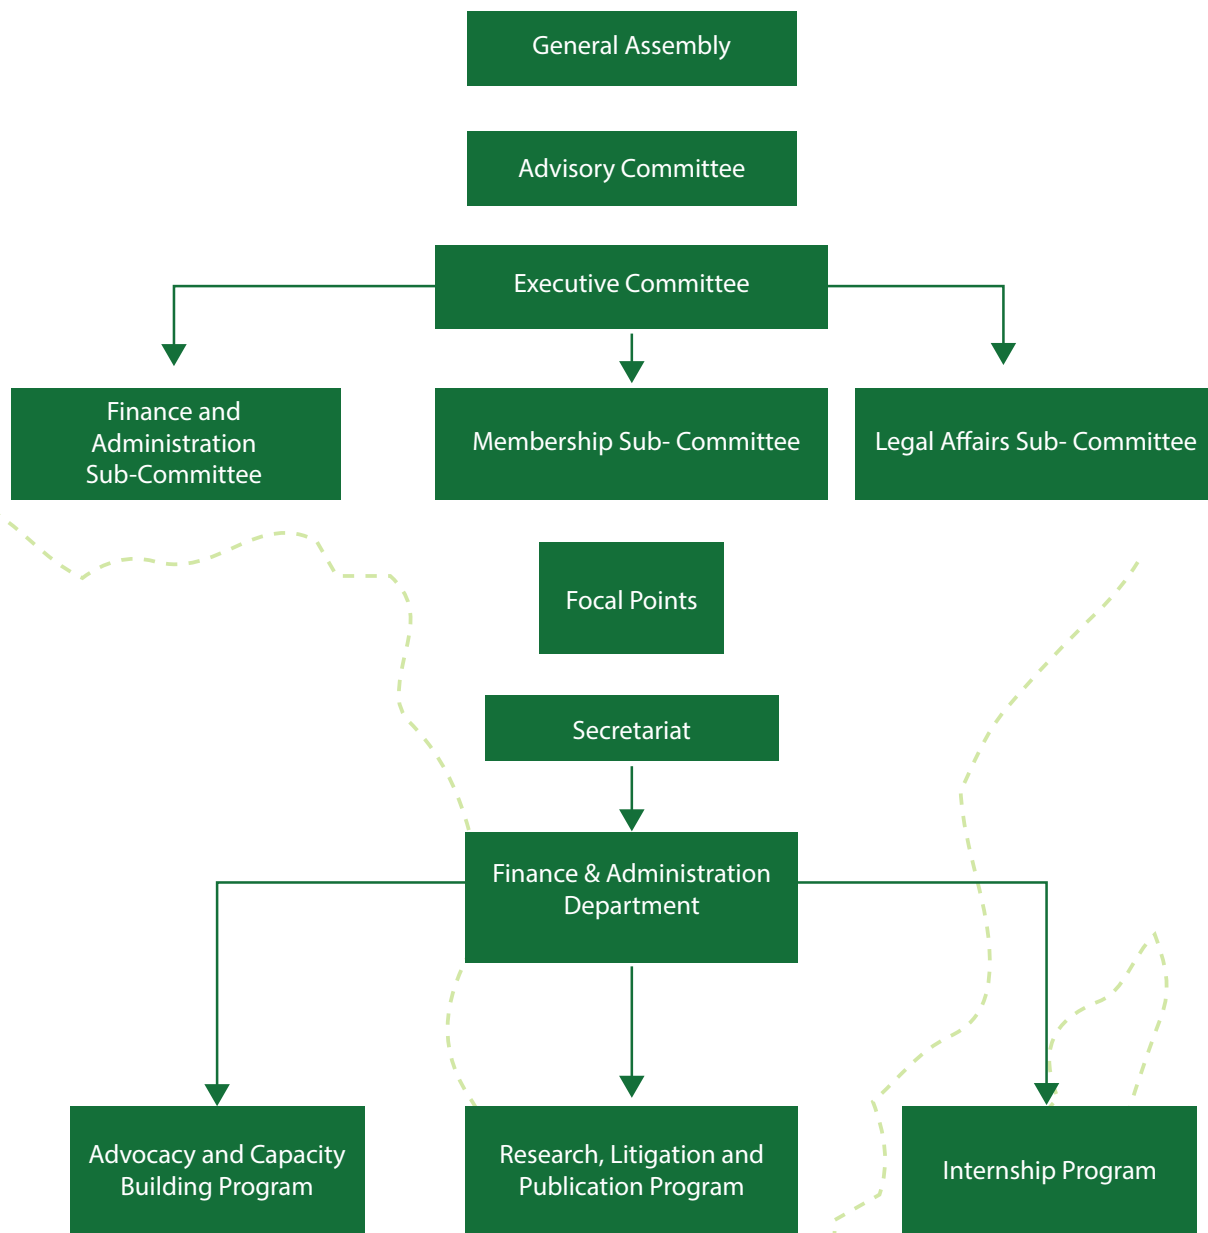 General Assembly
Advisory Committee
Executive Committee
Finance and
Administration
Sub-Committee
Membership Sub- Committee
Legal Affairs Sub- Committee
Focal Points
Secretariat
Finance & Administration
Department
Advocacy and Capacity
Building Program
Research, Litigation and
Publication Program
Internship Program